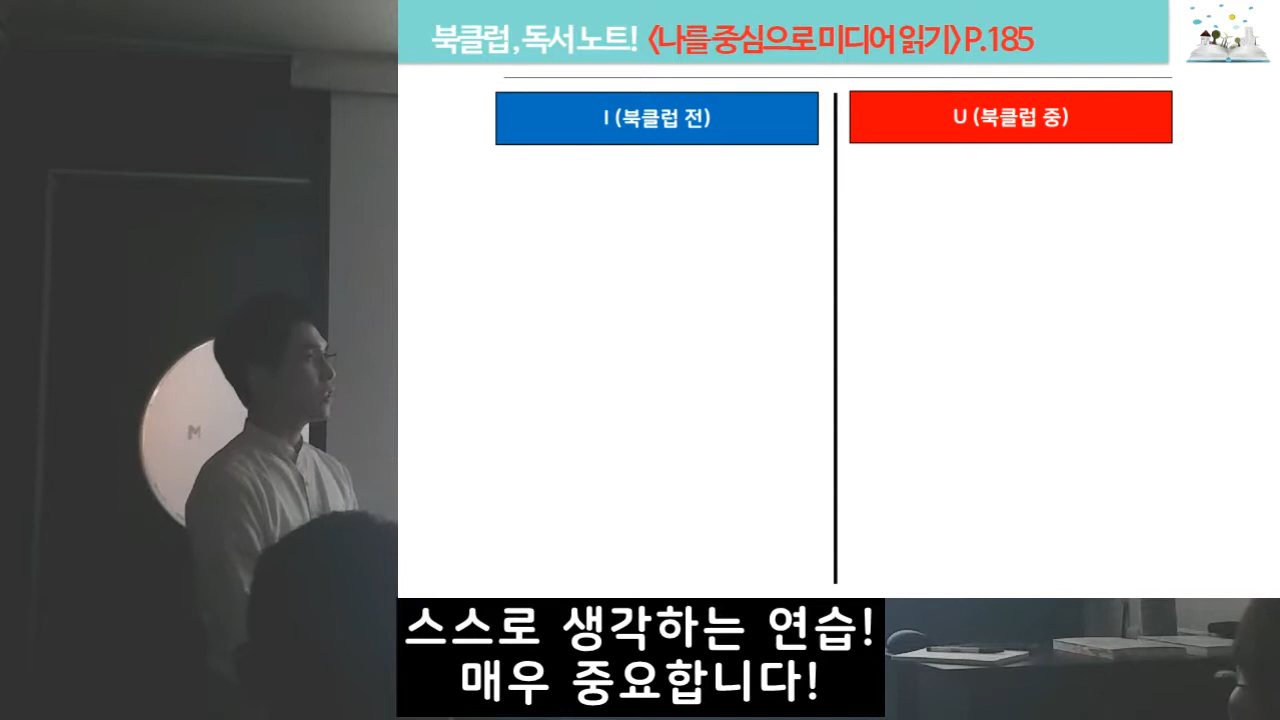 북클럽, 독서 노트! <나를 중심으로 미디어 읽기> P.185
I (북클럽 전)
U (북클럽 중)
M
스스로 생각하는 연습!
매우 중요합니다!